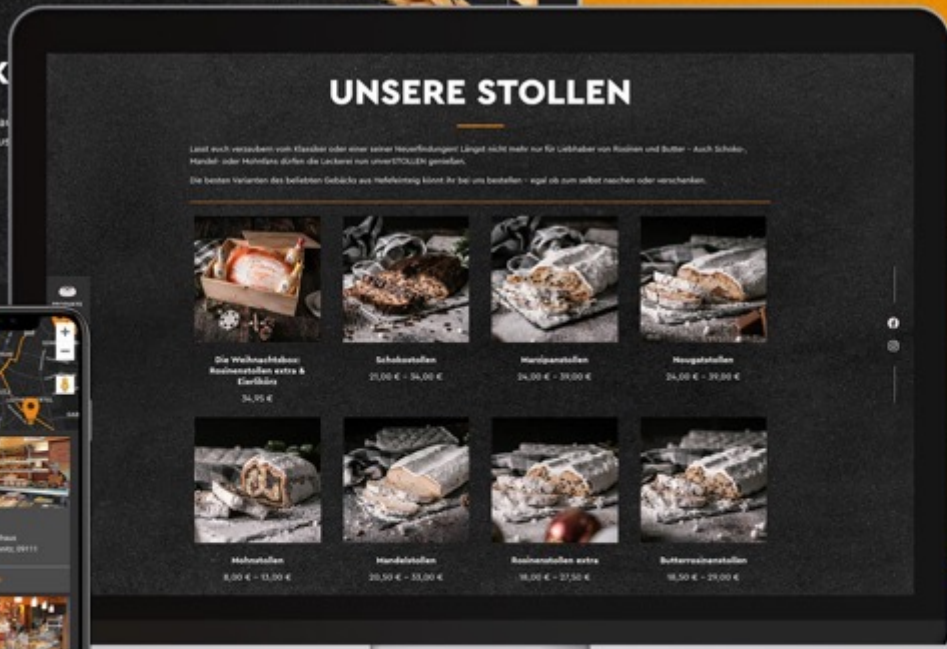 UNSERE STOLLEN
Lasst euch verzaubern vom Klassiker oder einer seiner Neuerfindungen! Längst nicht mehr nur für Liebhaber von Rosinen und Butter – Auch Schoko-,
Mandel- oder Mohnfans dürfen die Leckerei nun unverSTOLLEN genießen.
Die besten Varianten des beliebten Gebäcks aus Hefefeinteig könnt ihr bei uns bestellen – egal ob zum selbst naschen oder verschenken.
Die Weihnachtsbox:
Rosinenstollen extra &
Eierlikörs
34,95 €
Schokostollen
21,00 € – 34,00 €
Marzipanstollen
24,00 € – 39,00 €
Nougatstollen
24,00 € – 39,00 €
Mohnstollen
8,00 € – 13,00 €
Mandelstollen
20,50 € – 33,00 €
Rosinenstollen extra
18,00 € – 27,50 €
Butterrosinenstollen
18,50 € – 29,00 €
09111